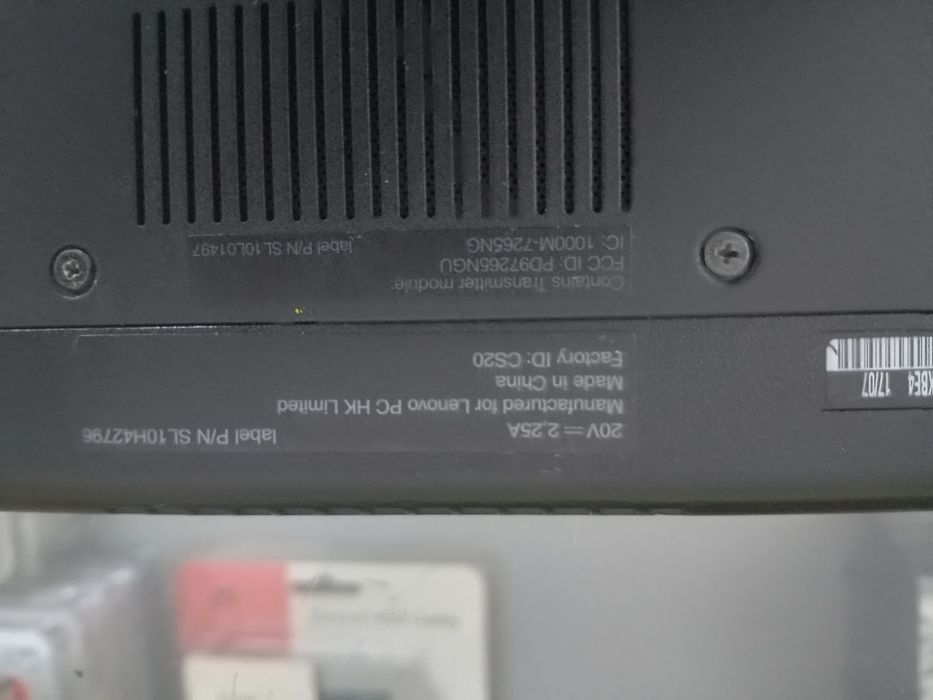 20V⎓2,25A
label P/N SL10H42796
Manufactured for Lenovo PC HK Limited
Made in China
Factory ID: CS20
Contains Transmitter module:
FCC ID: PD97265NGU
IC: 1000M-7265NG
label P/N SL10L01497
KBE4 17/07